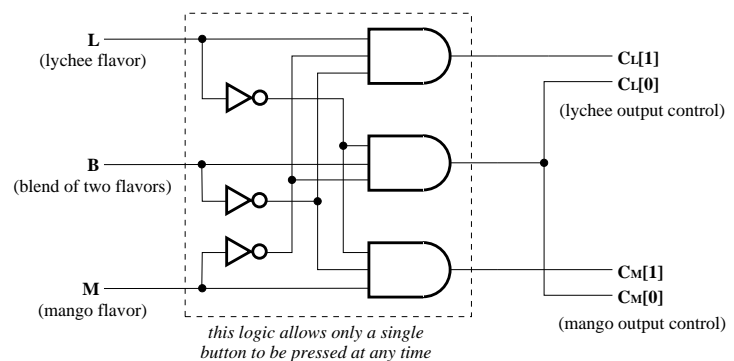 L
(lychee flavor)
B
(blend of two flavors)
M
(mango flavor)
CL[1]
CL[0]
(lychee output control)
CM[1]
CM[0]
(mango output control)
this logic allows only a single
button to be pressed at any time